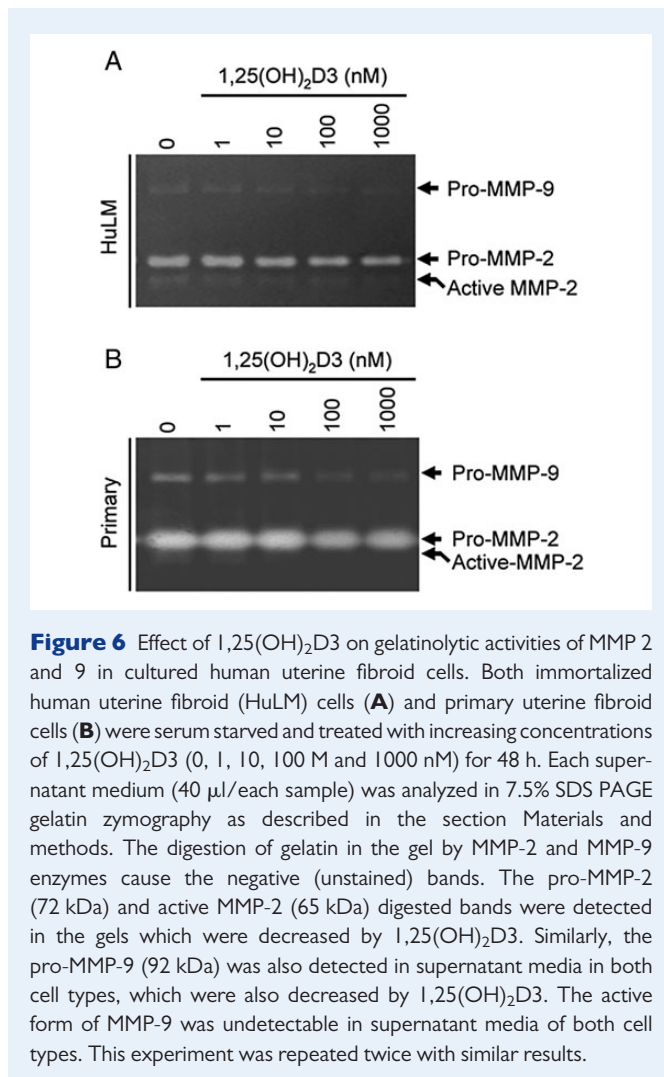 A
1,25(OH)₂D3 (nM)
0 1 10 100 1000
HuLM
Pro-MMP-9
Pro-MMP-2
Active MMP-2
B
1,25(OH)₂D3 (nM)
0 1 10 100 1000
Primary
Pro-MMP-9
Pro-MMP-2
Active-MMP-2
Figure 6 Effect of 1,25(OH)₂D3 on gelatinolytic activities of MMP 2
and 9 in cultured human uterine fibroid cells. Both immortalized
human uterine fibroid (HuLM) cells (A) and primary uterine fibroid
cells (B) were serum starved and treated with increasing concentrations
of 1,25(OH)₂D3 (0, 1, 10, 100 M and 1000 nM) for 48 h. Each super-
natant medium (40 μl/each sample) was analyzed in 7.5% SDS PAGE
gelatin zymography as described in the section Materials and
methods. The digestion of gelatin in the gel by MMP-2 and MMP-9
enzymes cause the negative (unstained) bands. The pro-MMP-2
(72 kDa) and active MMP-2 (65 kDa) digested bands were detected
in the gels which were decreased by 1,25(OH)₂D3. Similarly, the
pro-MMP-9 (92 kDa) was also detected in supernatant media in both
cell types, which were also decreased by 1,25(OH)₂D3. The active
form of MMP-9 was undetectable in supernatant media of both cell
types. This experiment was repeated twice with similar results.